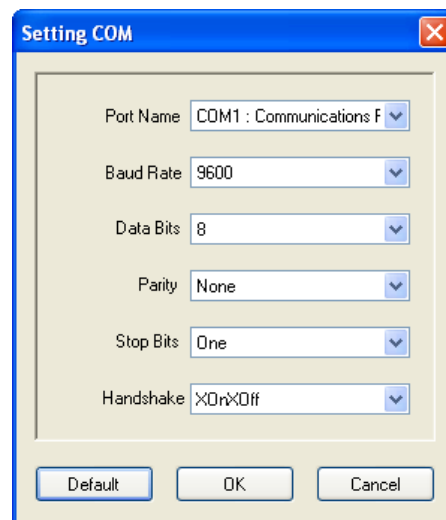 Setting COM
Port Name COM1 : Communications F
Baud Rate 9600
Data Bits 8
Parity None
Stop Bits One
Handshake XOnXOff
Default OK Cancel